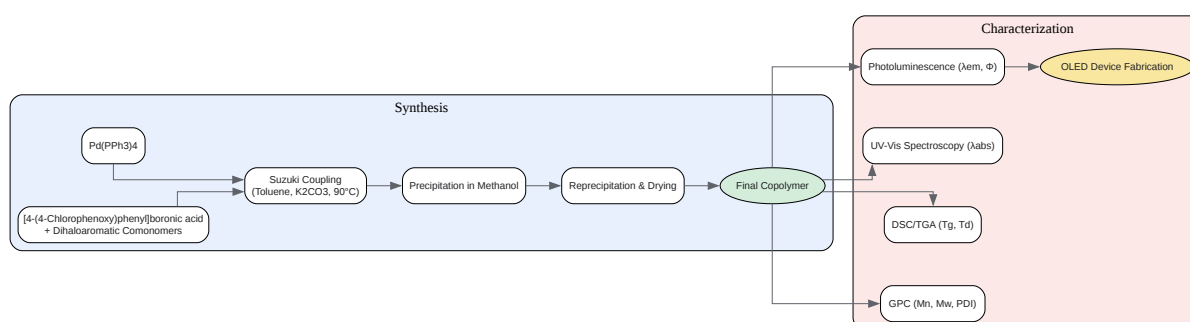 Characterization
Photoluminescence (λem, Φ)
OLED Device Fabrication
Synthesis
Pd(PPh3)4
UV-Vis Spectroscopy (λabs)
Suzuki Coupling
(Toluene, K2CO3, 90°C)
Precipitation in Methanol
Reprecipitation & Drying
Final Copolymer
[4-(4-Chlorophenoxy)phenyl]boronic acid
+ Dihaloaromatic Comonomers
DSC/TGA (Tg, Td)
GPC (Mn, Mw, PDI)